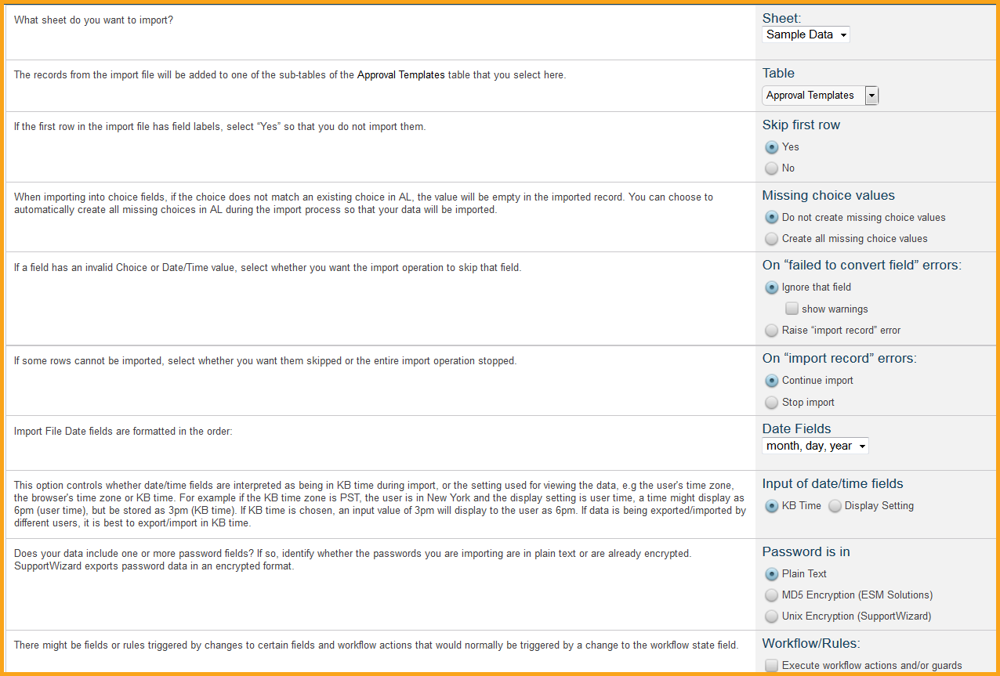 What sheet do you want to import?
Sheet:
Sample Data
The records from the import file will be added to one of the sub-tables of the Approval Templates table that you select here.
Table
Approval Templates
If the first row in the import file has field labels, select “Yes” so that you do not import them.
Skip first row
Yes
No
When importing into choice fields, if the choice does not match an existing choice in AL, the value will be empty in the imported record. You can choose to
automatically create all missing choices in AL during the import process so that your data will be imported.
Missing choice values
Do not create missing choice values
Create all missing choice values
If a field has an invalid Choice or Date/Time value, select whether you want the import operation to skip that field.
On “failed to convert field” errors:
Ignore that field
show warnings
Raise “import record” error
If some rows cannot be imported, select whether you want them skipped or the entire import operation stopped.
On “import record” errors:
Continue import
Stop import
Import File Date fields are formatted in the order:
Date Fields
month, day, year
This option controls whether date/time fields are interpreted as being in KB time during import, or the setting used for viewing the data, e.g the user's time zone,
the browser's time zone or KB time. For example if the KB time zone is PST, the user is in New York and the display setting is user time, a time might display as
6pm (user time), but be stored as 3pm (KB time). If KB time is chosen, an input value of 3pm will display to the user as 6pm. If data is being exported/imported by
different users, it is best to export/import in KB time.
Input of date/time fields
KB Time Display Setting
Does your data include one or more password fields? If so, identify whether the passwords you are importing are in plain text or are already encrypted.
SupportWizard exports password data in an encrypted format.
Password is in
Plain Text
MD5 Encryption (ESM Solutions)
Unix Encryption (SupportWizard)
There might be fields or rules triggered by changes to certain fields and workflow actions that would normally be triggered by a change to the workflow state field.
Workflow/Rules:
Execute workflow actions and/or guards